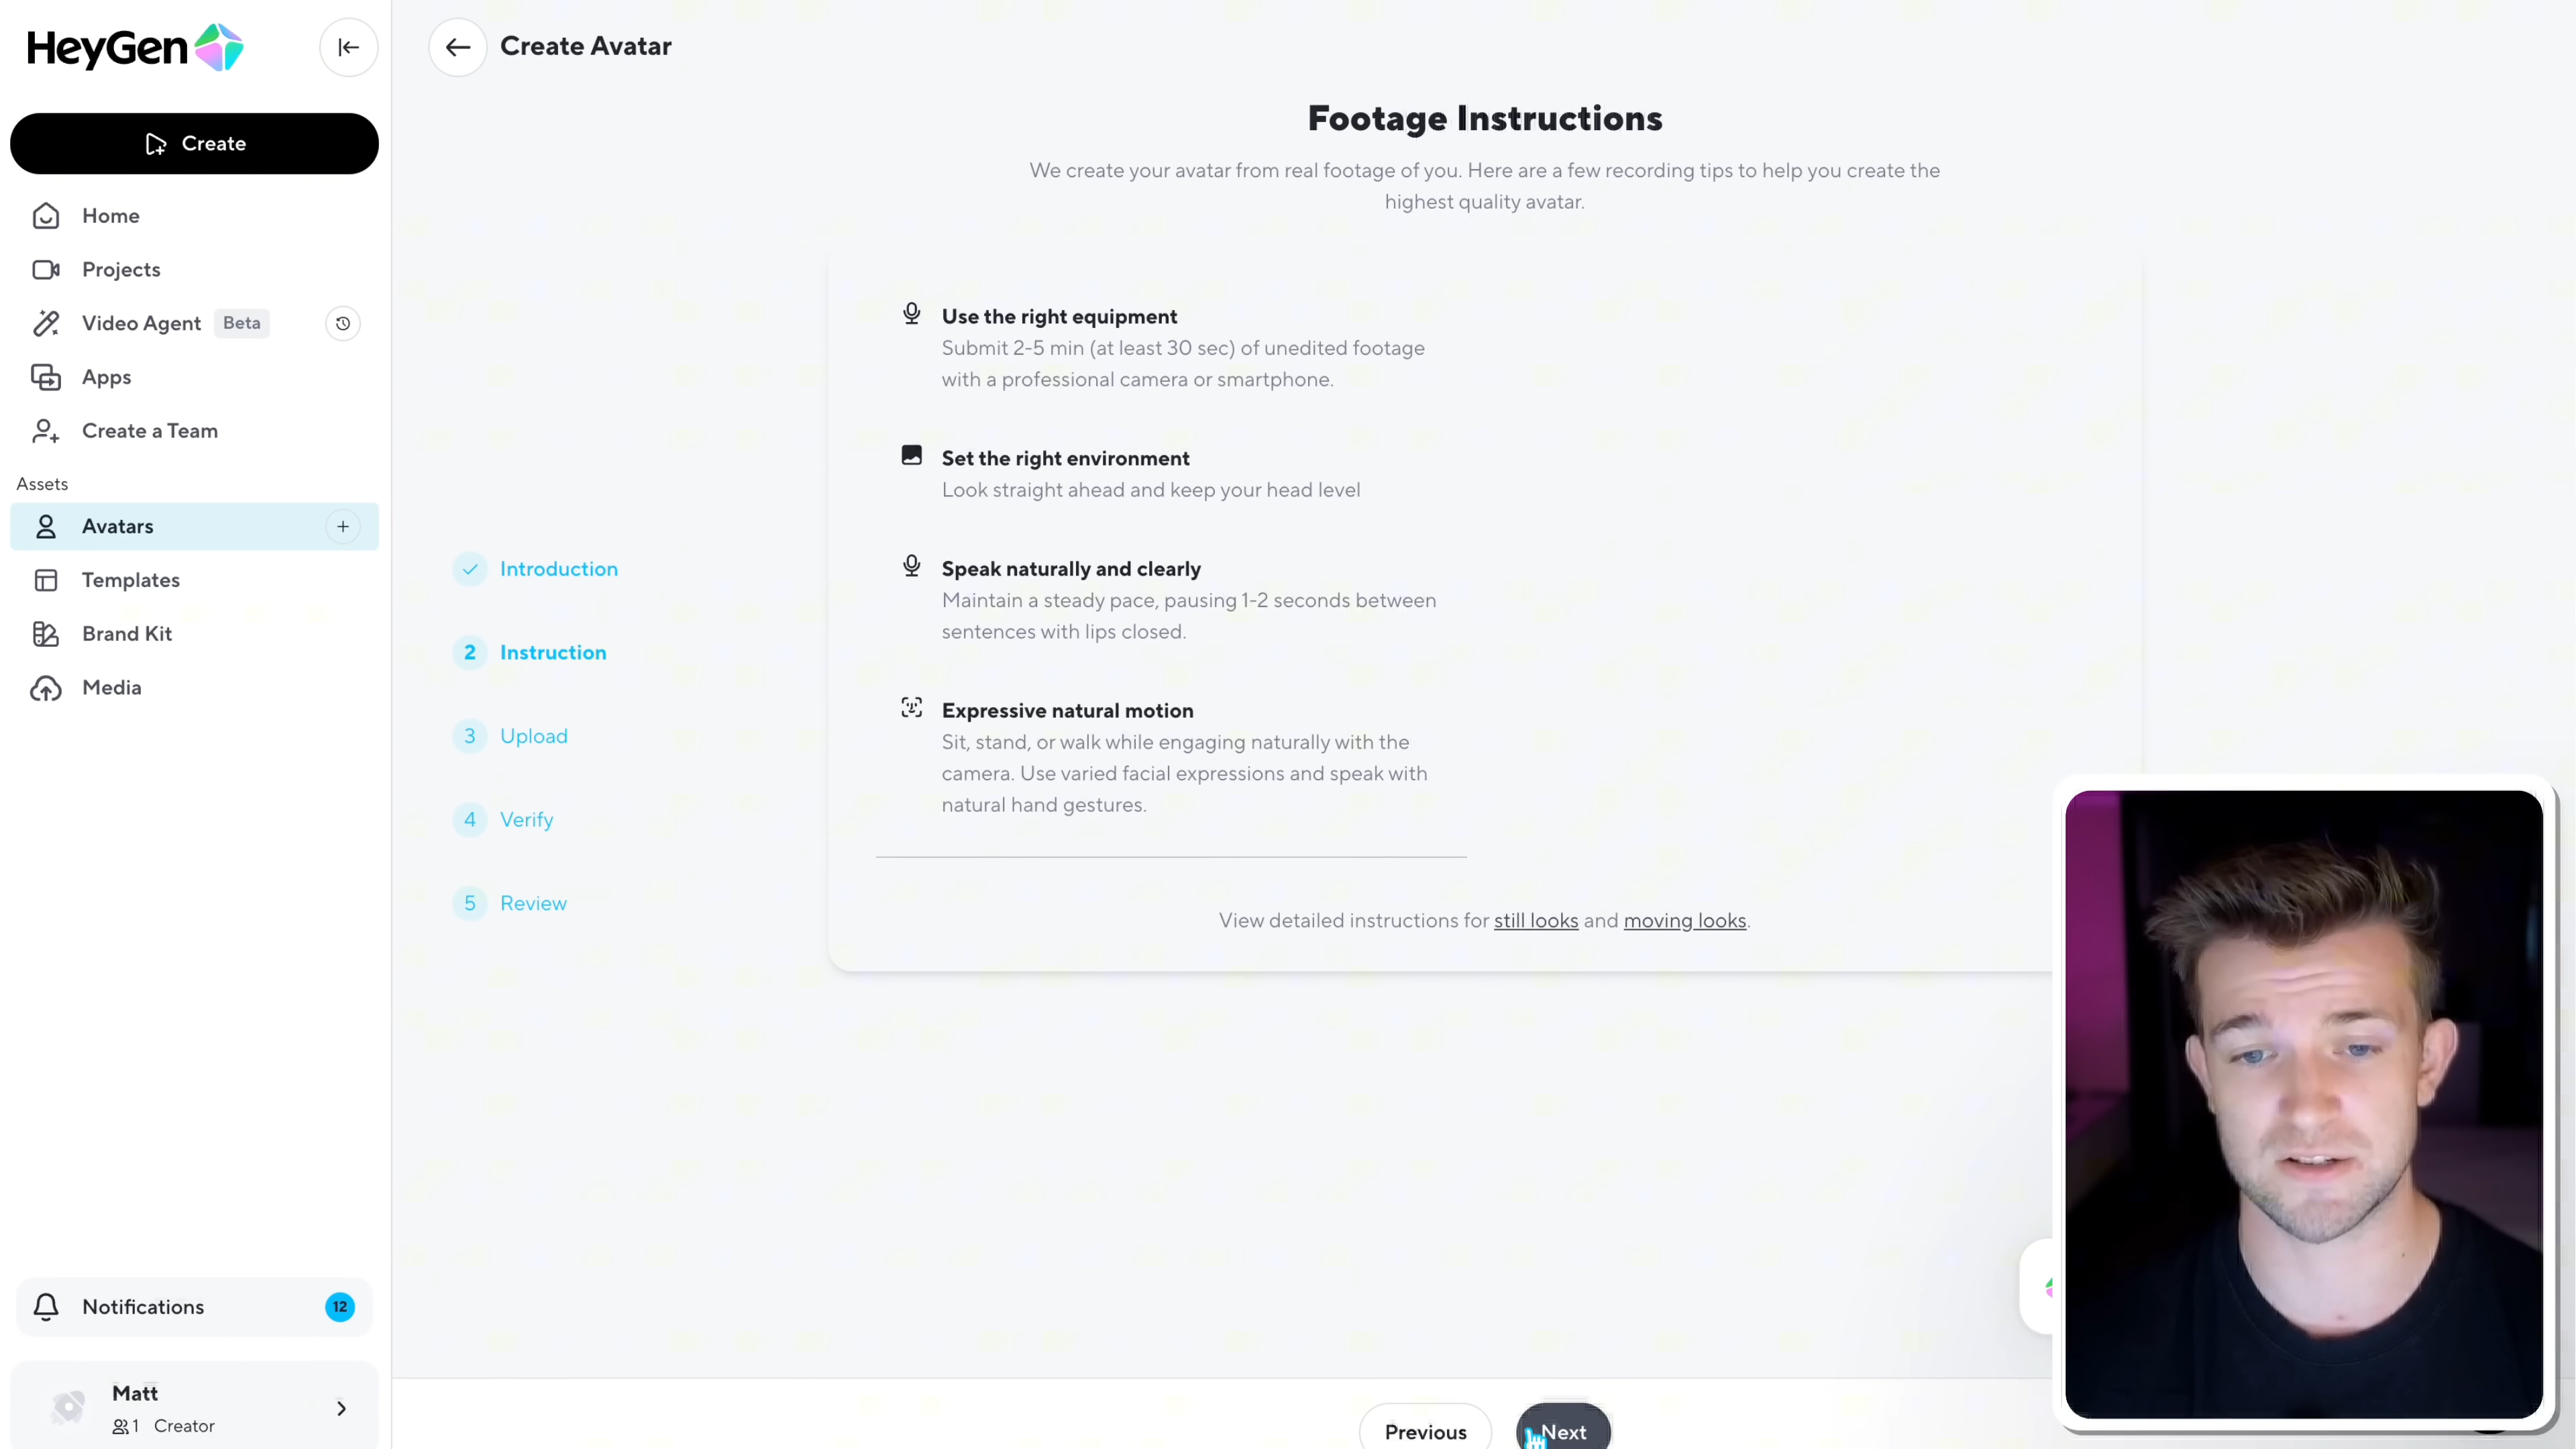 HeyGen
Create
Home
Projects
Video Agent Beta
Apps
Create a Team
Assets
Avatars
Templates
Brand Kit
Media
Notifications 12
Matt
1 Creator
Create Avatar
Footage Instructions
We create your avatar from real footage of you. Here are a few recording tips to help you create the
highest quality avatar.
Introduction
2 Instruction
3 Upload
4 Verify
5 Review
Use the right equipment
Submit 2-5 min (at least 30 sec) of unedited footage
with a professional camera or smartphone.
Set the right environment
Look straight ahead and keep your head level
Speak naturally and clearly
Maintain a steady pace, pausing 1-2 seconds between
sentences with lips closed.
Expressive natural motion
Sit, stand, or walk while engaging naturally with the
camera. Use varied facial expressions and speak with
natural hand gestures.
View detailed instructions for still looks and moving looks.
Previous
Next